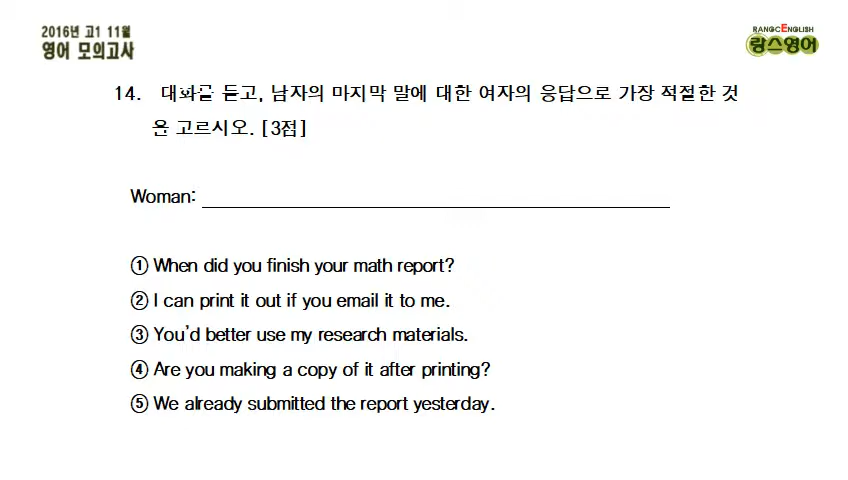 2016년 고1 11월
영어 모의고사
RANGCENGLISH
랑스영어
14. 대화를 듣고, 남자의 마지막 말에 대한 여자의 응답으로 가장 적절한 것
을 고르시오. [3점]
Woman: ____________________
① When did you finish your math report?
② I can print it out if you email it to me.
③ You'd better use my research materials.
④ Are you making a copy of it after printing?
⑤ We already submitted the report yesterday.